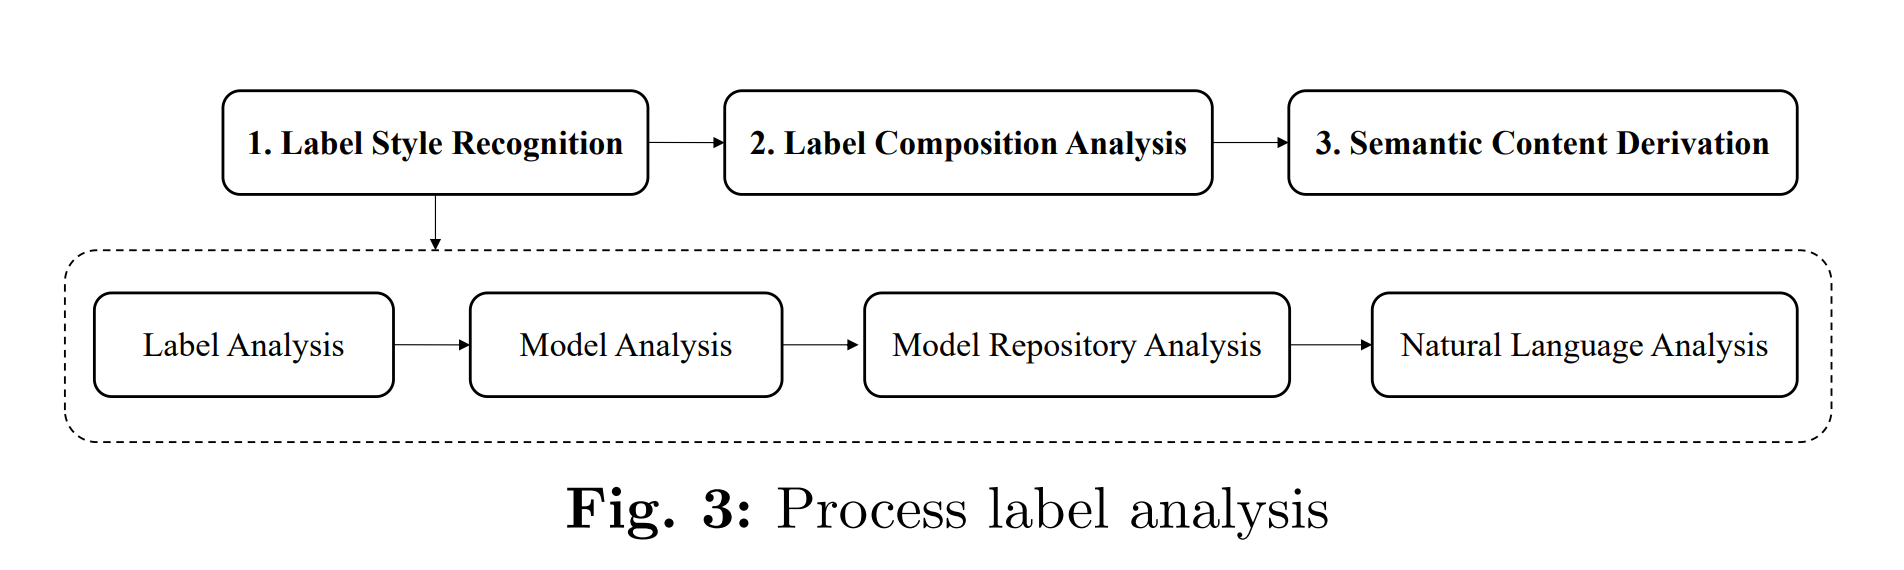 1. Label Style Recognition
2. Label Composition Analysis
3. Semantic Content Derivation
Label Analysis
Model Analysis
Model Repository Analysis
Natural Language Analysis
Fig. 3: Process label analysis